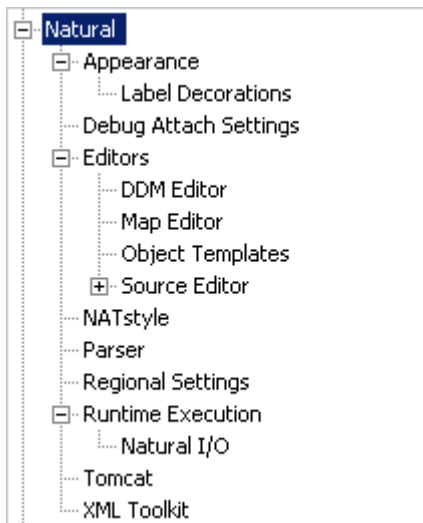 Natural
Appearance
Label Decorations
Debug Attach Settings
Editors
DDM Editor
Map Editor
Object Templates
Source Editor
NATstyle
Parser
Regional Settings
Runtime Execution
Natural I/O
Tomcat
XML Toolkit